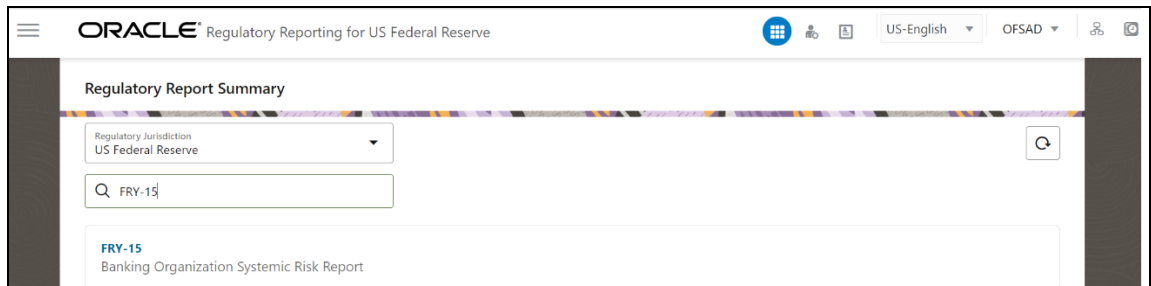 ORACLE® Regulatory Reporting for US Federal Reserve
US-English
OFSAD
Regulatory Report Summary
Regulatory Jurisdiction
US Federal Reserve
FRY-15
FRY-15
Banking Organization Systemic Risk Report